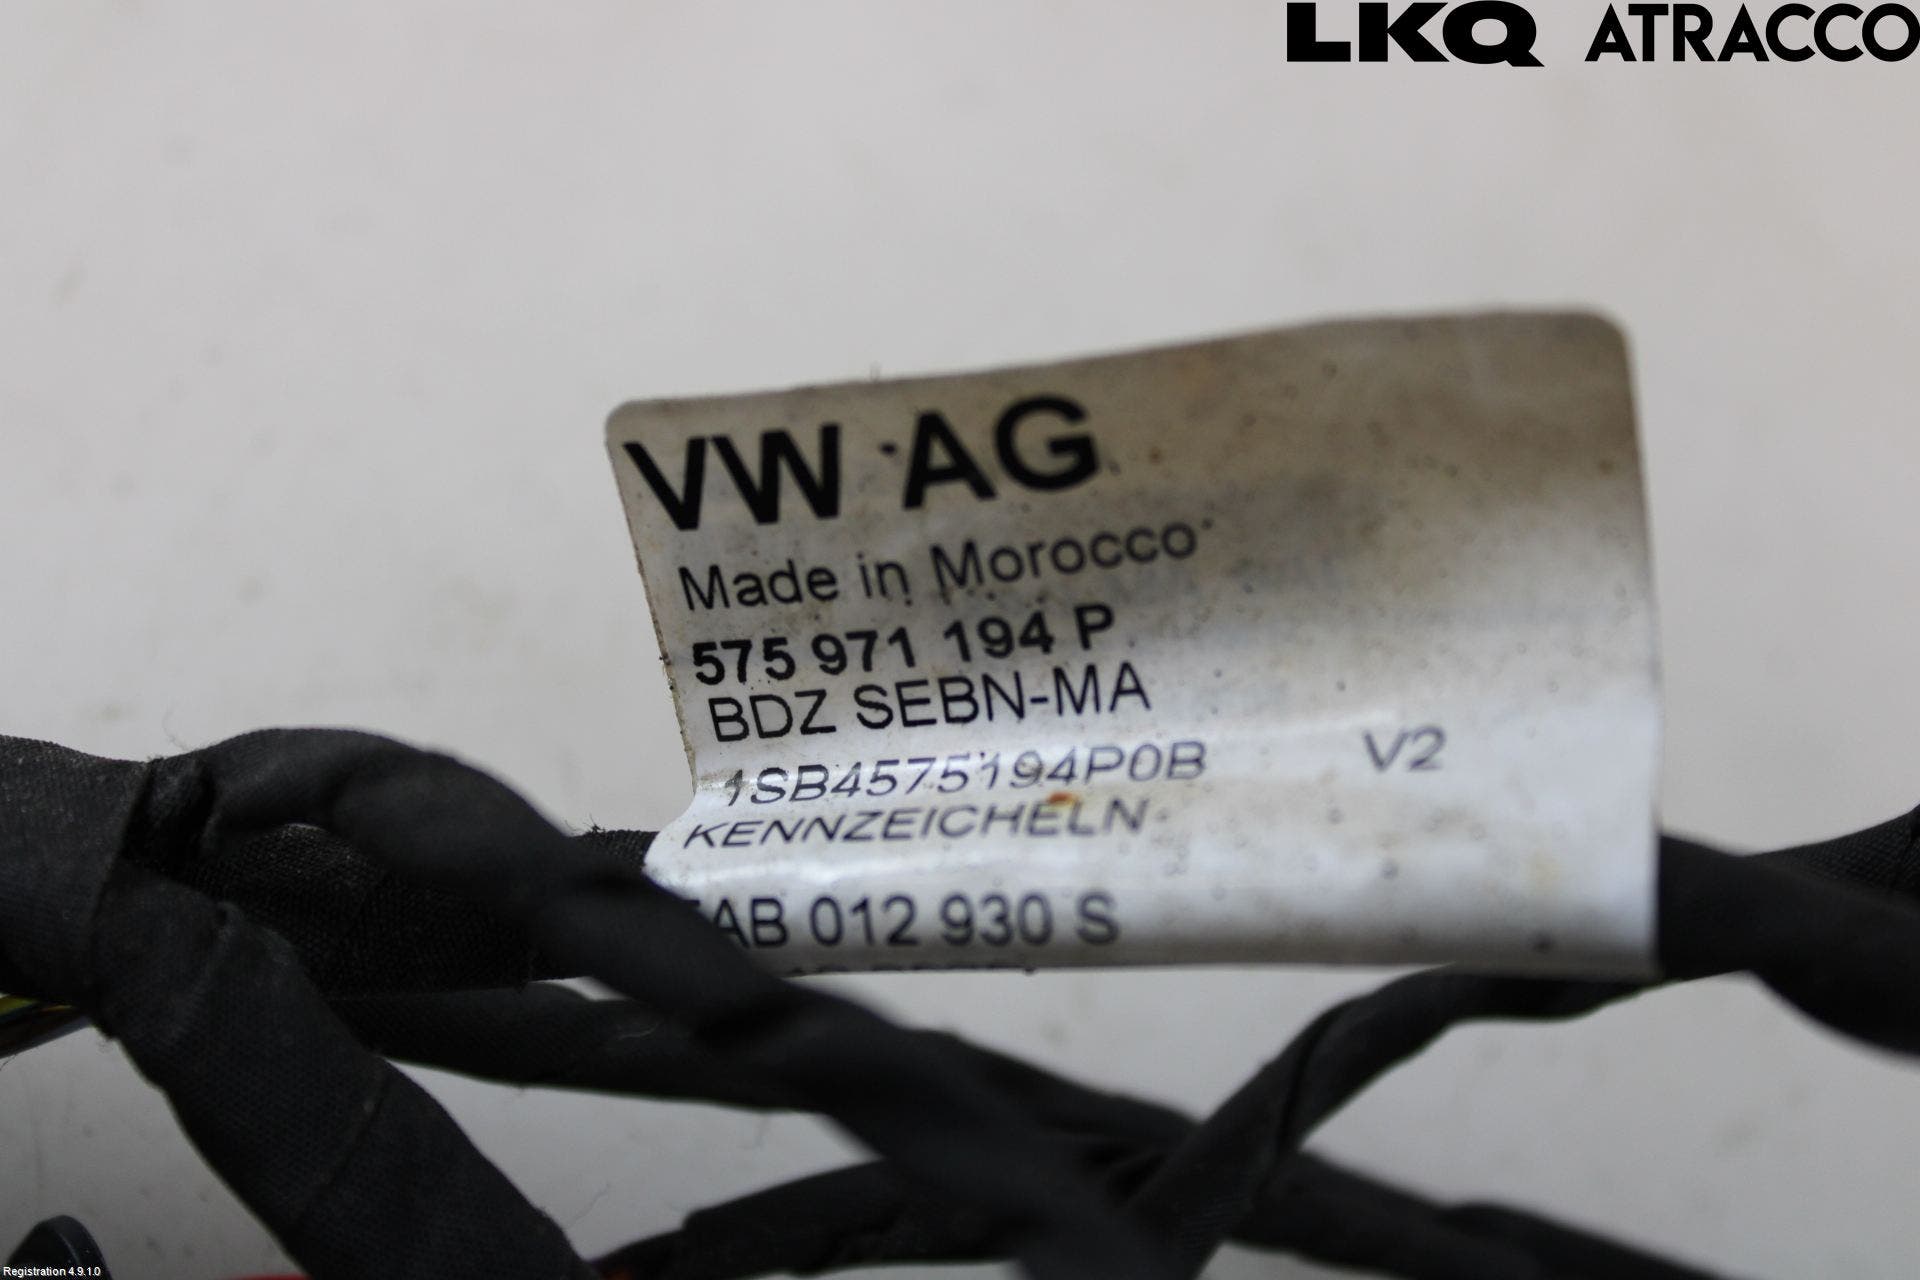 LKQ ATRACCO
VW AG
Made in Morocco
575 971 194 P
BDZ SEBN-MA
1SB4575194P0B V2
KENNZEICHELN
AB 012 930 S
Registration 4.9.1.0